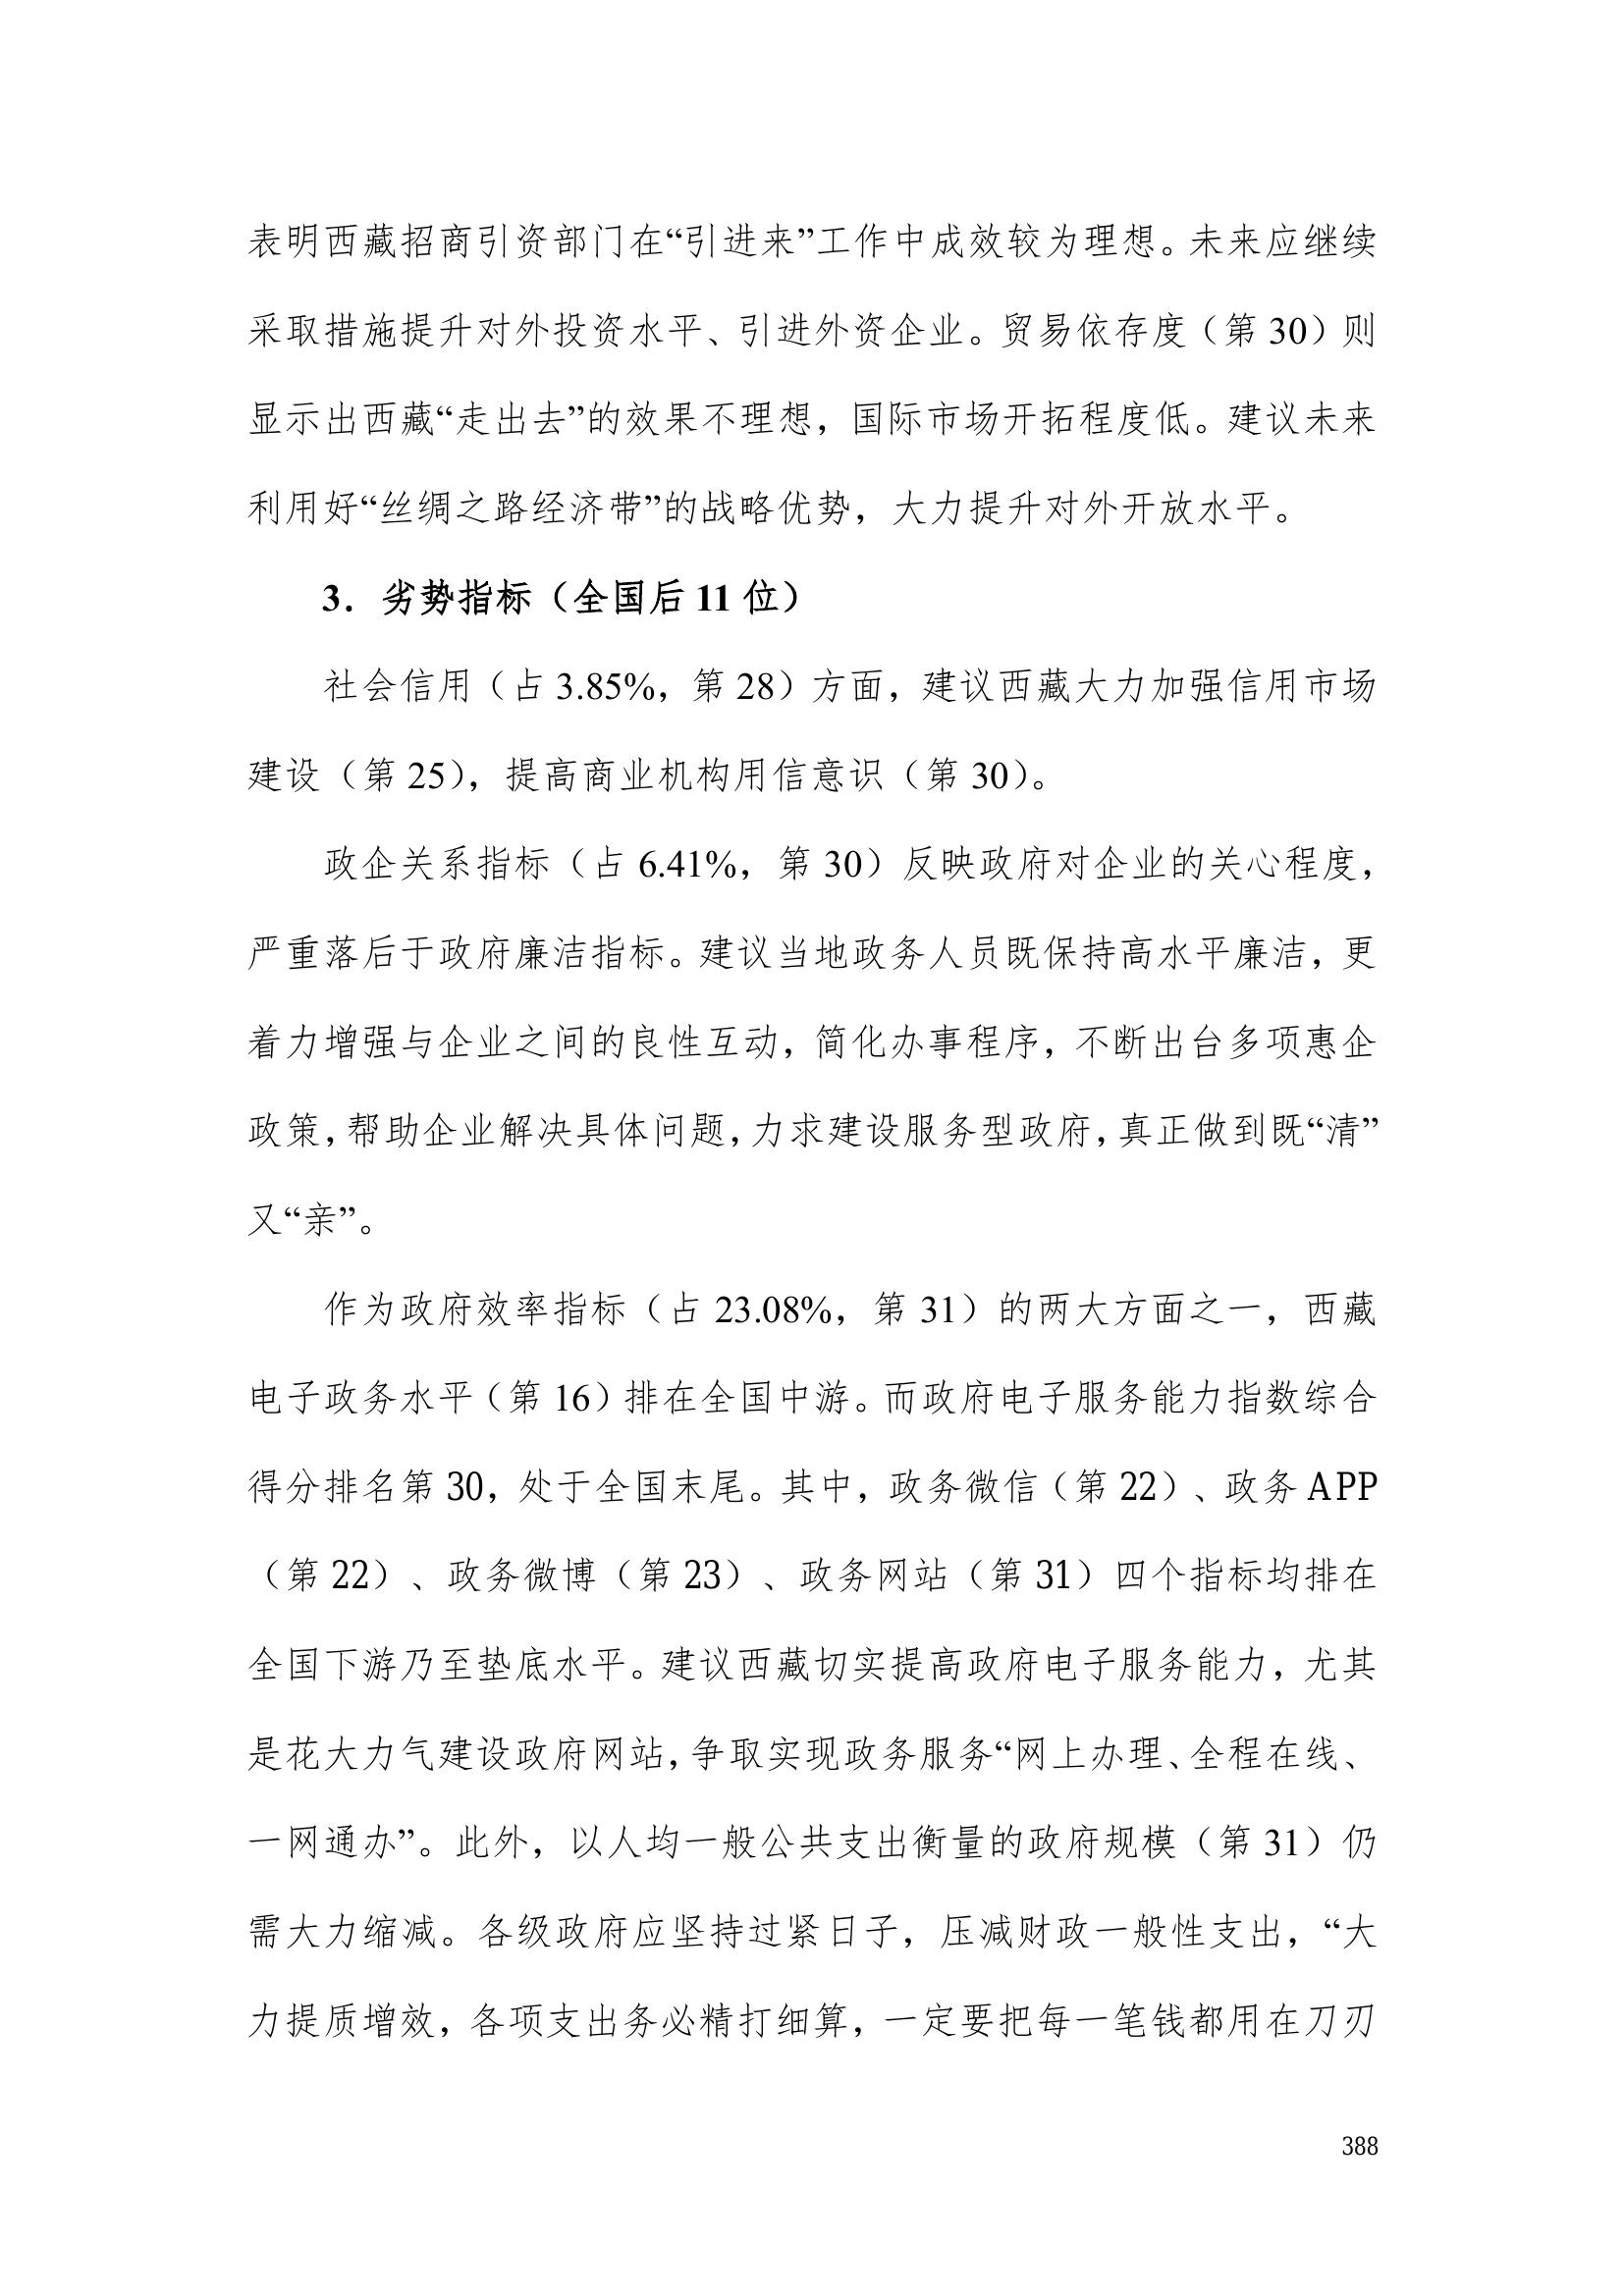 表明西藏招商引资部门在“引进来”工作中成效较为理想。未来应继续
采取措施提升对外投资水平、引进外资企业。贸易依存度（第 30）则
显示出西藏“走出去”的效果不理想，国际市场开拓程度低。建议未来
利用好“丝绸之路经济带”的战略优势，大力提升对外开放水平。
3．劣势指标（全国后 11 位）
社会信用（占 3.85%，第 28）方面，建议西藏大力加强信用市场
建设（第 25），提高商业机构用信意识（第 30）。
政企关系指标（占 6.41%，第 30）反映政府对企业的关心程度，
严重落后于政府廉洁指标。建议当地政务人员既保持高水平廉洁，更
着力增强与企业之间的良性互动，简化办事程序，不断出台多项惠企
政策，帮助企业解决具体问题，力求建设服务型政府，真正做到既“清”
又“亲”。
作为政府效率指标（占 23.08%，第 31）的两大方面之一，西藏
电子政务水平（第 16）排在全国中游。而政府电子服务能力指数综合
得分排名第 30，处于全国末尾。其中，政务微信（第 22）、政务 APP
（第 22）、政务微博（第 23）、政务网站（第 31）四个指标均排在
全国下游乃至垫底水平。建议西藏切实提高政府电子服务能力，尤其
是花大力气建设政府网站，争取实现政务服务“网上办理、全程在线、
一网通办”。此外，以人均一般公共支出衡量的政府规模（第 31）仍
需大力缩减。各级政府应坚持过紧日子，压减财政一般性支出，“大
力提质增效，各项支出务必精打细算，一定要把每一笔钱都用在刀刃
388